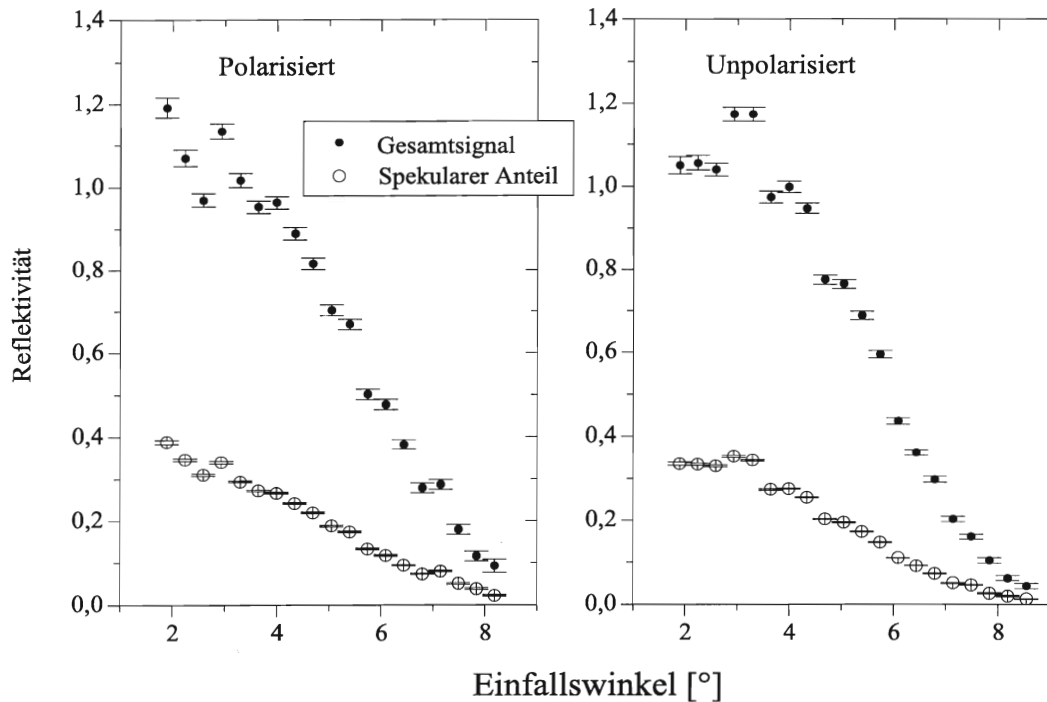 Polarisiert
Unpolarisiert
Gesamtsignal
Spekularer Anteil
Reflektivität
1,4
1,2
1,0
0,8
0,6
0,4
0,2
0,0
2 4 6 8
1,4
1,2
1,0
0,8
0,6
0,4
0,2
0,0
2 4 6 8
Einfallswinkel [°]